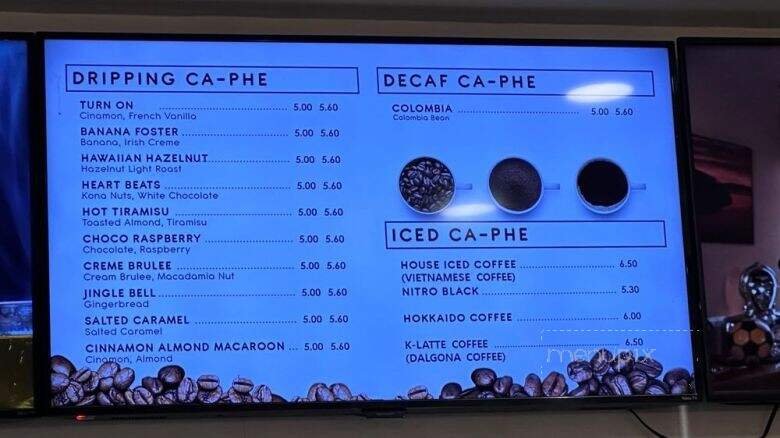 DRIPPING CA-PHE
TURN ON ........ 5.00 5.60
Cinamon, French Vanilla
BANANA FOSTER ........ 5.00 5.60
Banana, Irish Creme
HAWAIIAN HAZELNUT ........ 5.00 5.60
Hazelnut Light Roast
HEART BEATS ........ 5.00 5.60
Kona Nuts, White Chocolate
HOT TIRAMISU ........ 5.00 5.60
Toasted Almond, Tiramisu
CHOCO RASPBERRY ........ 5.00 5.60
Chocolate, Raspberry
CREME BRULEE ........ 5.00 5.60
Cream Brulee, Macadamia Nut
JINGLE BELL ........ 5.00 5.60
Gingerbread
SALTED CARAMEL ........ 5.00 5.60
Salted Caramel
CINNAMON ALMOND MACAROON ... 5.00 5.60
Cinamon, Almond
DECAF CA-PHE
COLOMBIA ........ 5.00 5.60
Colombia Bean
ICED CA-PHE
HOUSE ICED COFFEE ........ 6.50
(VIETNAMESE COFFEE)
NITRO BLACK ........ 5.30
HOKKAIDO COFFEE ........ 6.00
K-LATTE COFFEE ........ 6.50
(DALGONA COFFEE)
menupix